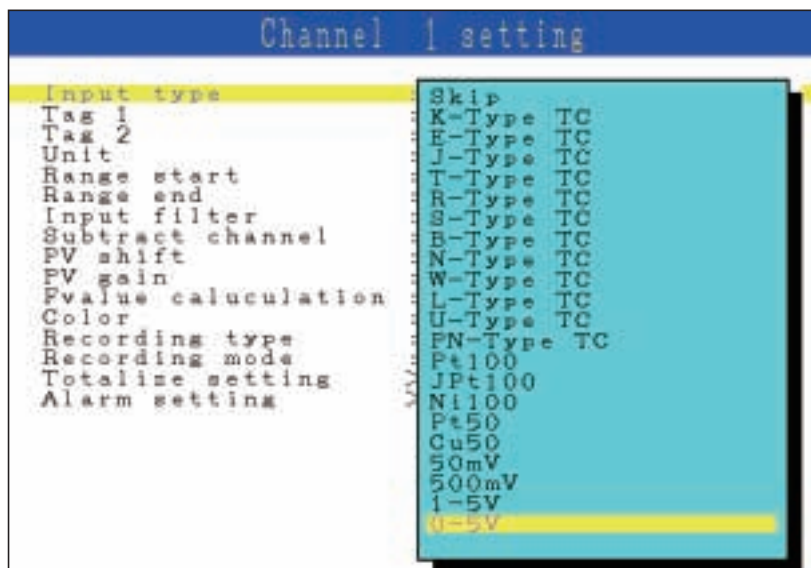 Channel 1 setting
Input type :
Tag 1 :
Tag 2 :
Unit :
Range start :
Range end :
Input filter :
Subtract channel :
PV shift :
PV gain :
Fvalue caluculation :
Color :
Recording type :
Recording mode :
Totalize setting
Alarm setting
Skip
K-Type TC
E-Type TC
J-Type TC
T-Type TC
R-Type TC
S-Type TC
B-Type TC
N-Type TC
W-Type TC
L-Type TC
U-Type TC
PN-Type TC
Pt100
JPt100
Ni100
Pt50
Cu50
50mV
500mV
1-5V
0-5V